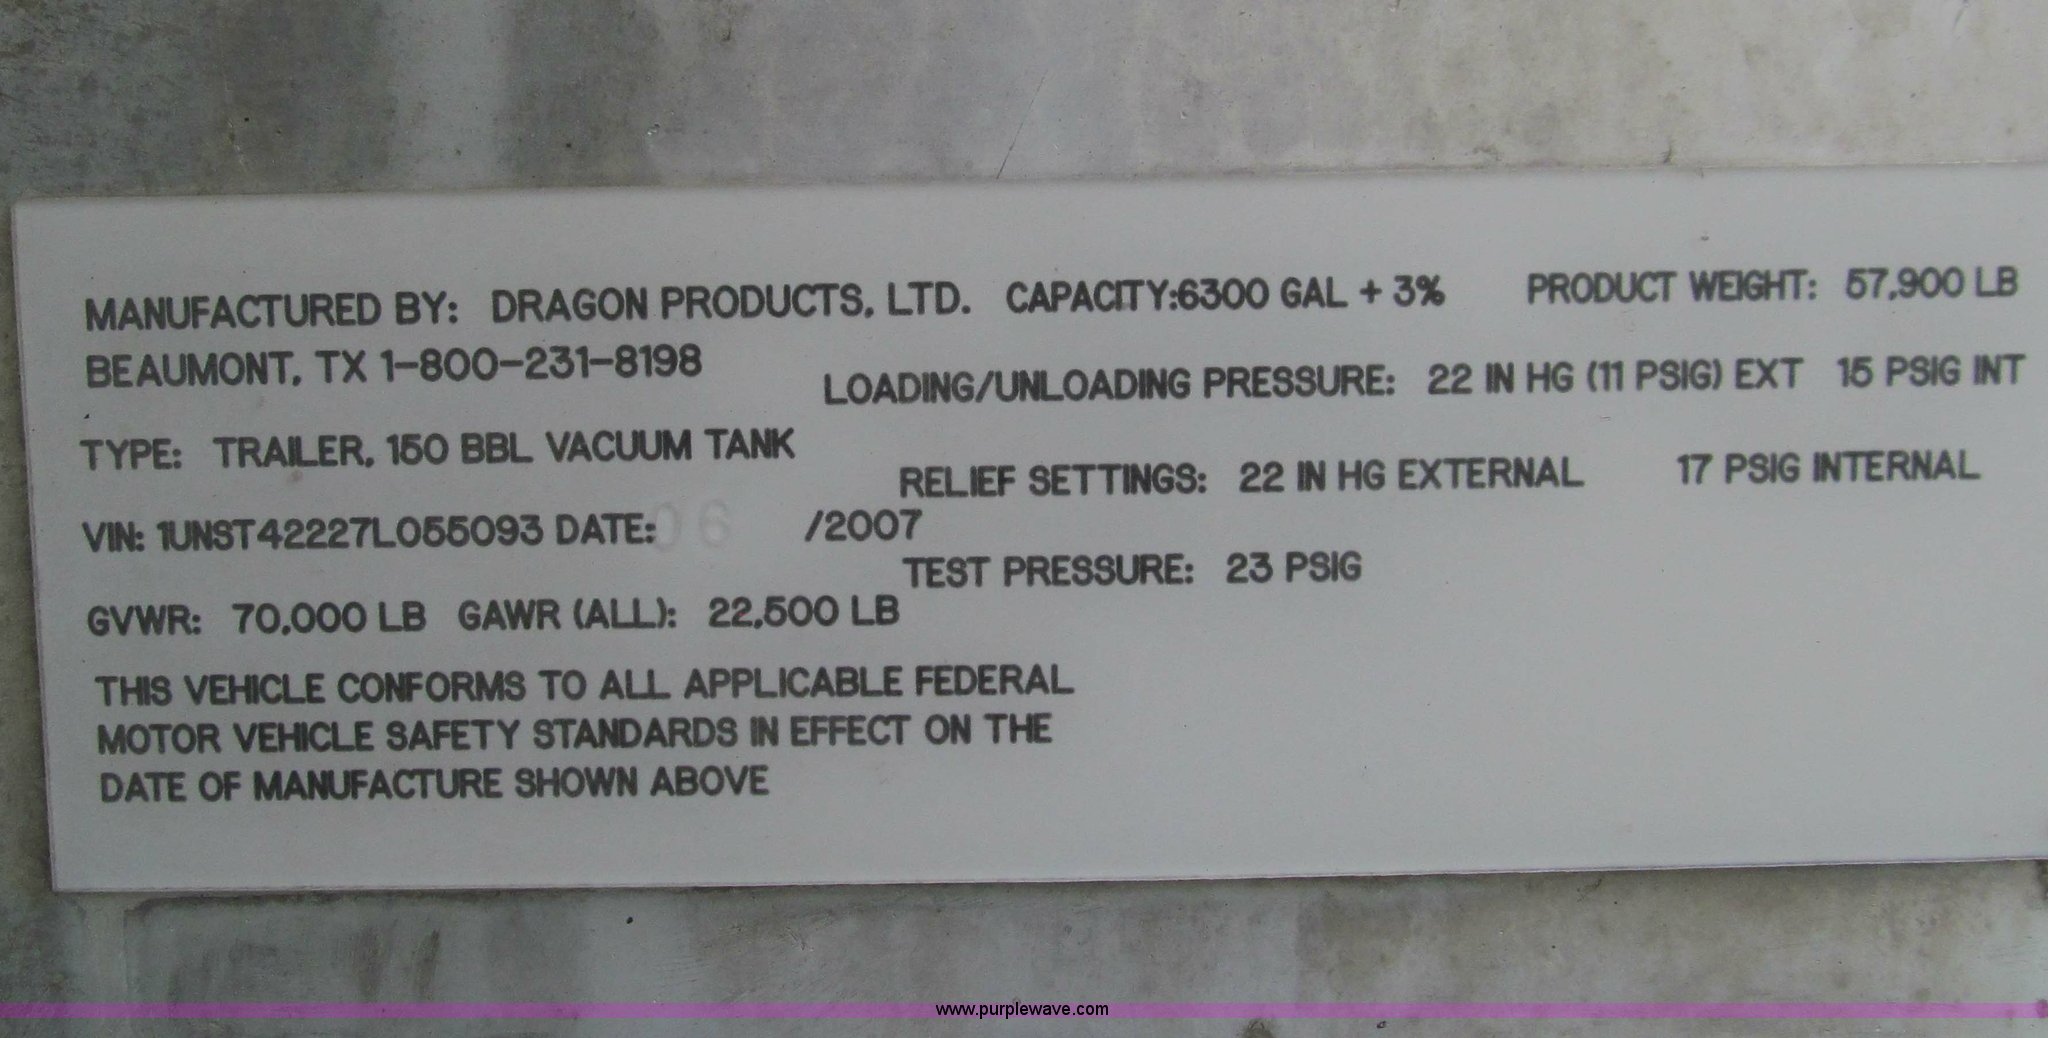 MANUFACTURED BY: DRAGON PRODUCTS, LTD. CAPACITY:6300 GAL + 3% PRODUCT WEIGHT: 57,900 LB
BEAUMONT, TX 1-800-231-8198
LOADING/UNLOADING PRESSURE: 22 IN HG (11 PSIG) EXT 15 PSIG INT
TYPE: TRAILER, 150 BBL VACUUM TANK
RELIEF SETTINGS: 22 IN HG EXTERNAL 17 PSIG INTERNAL
VIN: 1UNST42227L055093 DATE: 06 /2007
TEST PRESSURE: 23 PSIG
GVWR: 70,000 LB GAWR (ALL): 22,500 LB
THIS VEHICLE CONFORMS TO ALL APPLICABLE FEDERAL
MOTOR VEHICLE SAFETY STANDARDS IN EFFECT ON THE
DATE OF MANUFACTURE SHOWN ABOVE
www.purplewave.com